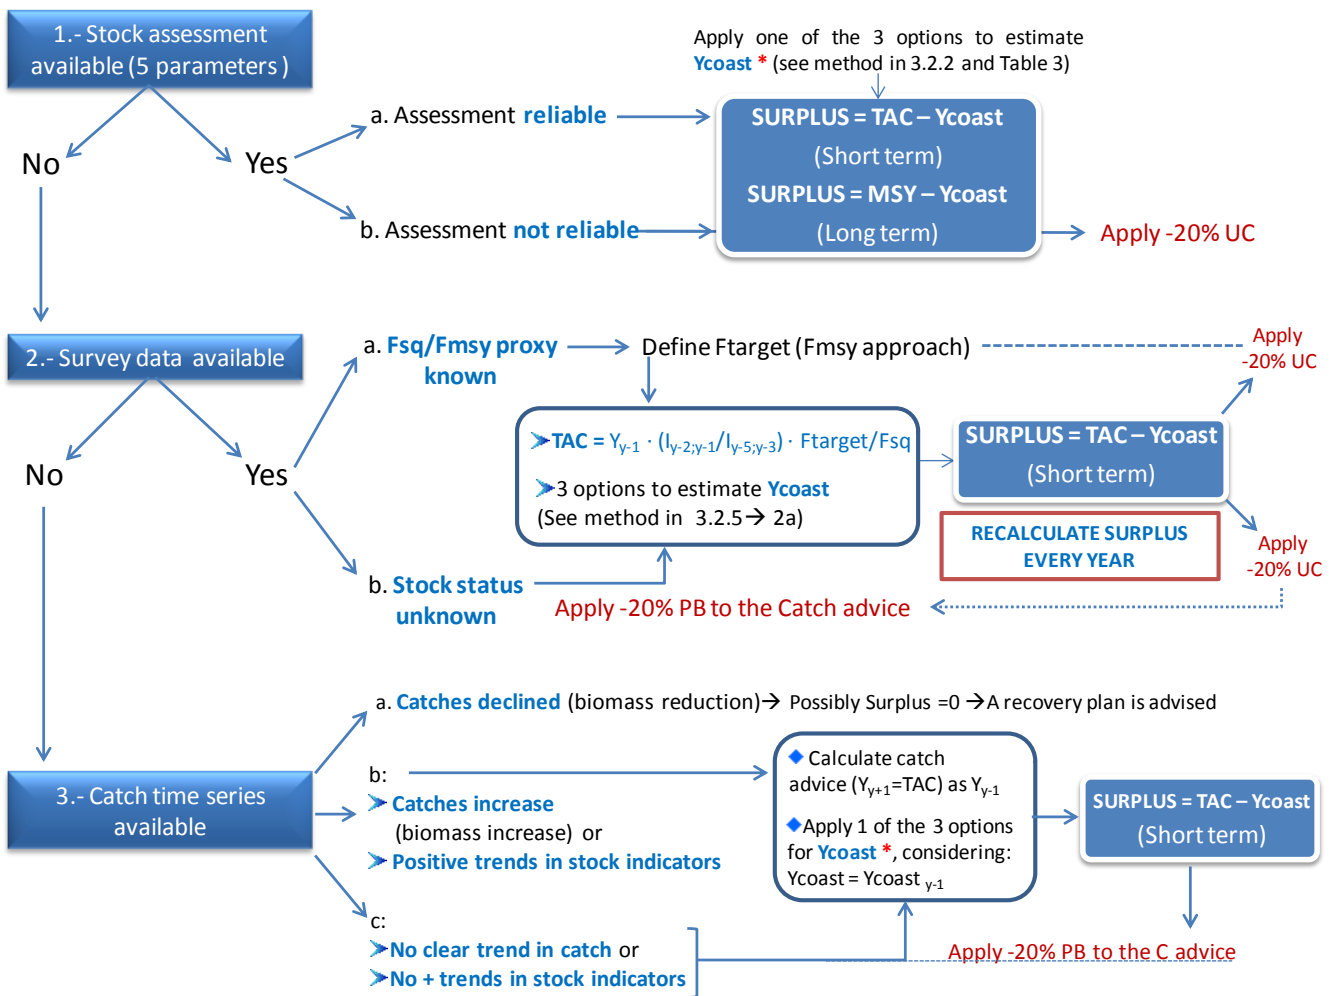 1.- Stock assessment
available (5 parameters )
Apply one of the 3 options to estimate
Ycoast * (see method in 3.2.2 and Table 3)
No
Yes
a. Assessment reliable
b. Assessment not reliable
SURPLUS = TAC – Ycoast
(Short term)
SURPLUS = MSY – Ycoast
(Long term)
Apply -20% UC
2.- Survey data available
No
Yes
a. Fsq/Fmsy proxy
known
Define Ftarget (Fmsy approach)
Apply
-20% UC
➢TAC = Yy-1 · (Iy-2;y-1/Iy-5;y-3) · Ftarget/Fsq
➢3 options to estimate Ycoast
(See method in 3.2.5→ 2a)
SURPLUS = TAC – Ycoast
(Short term)
RECALCULATE SURPLUS
EVERY YEAR
Apply
-20% UC
b. Stock status
unknown
Apply -20% PB to the Catch advice
3.- Catch time series
available
a. Catches declined (biomass reduction)→ Possibly Surplus =0 →A recovery plan is advised
b:
➢Catches increase
(biomass increase) or
➢Positive trends in stock indicators
c:
➢No clear trend in catch or
➢No + trends in stock indicators
◆ Calculate catch
advice (Yy+1=TAC) as Yy-1
◆Apply 1 of the 3 options
for Ycoast *, considering:
Ycoast = Ycoast y-1
SURPLUS = TAC – Ycoast
(Short term)
Apply -20% PB to the C advice